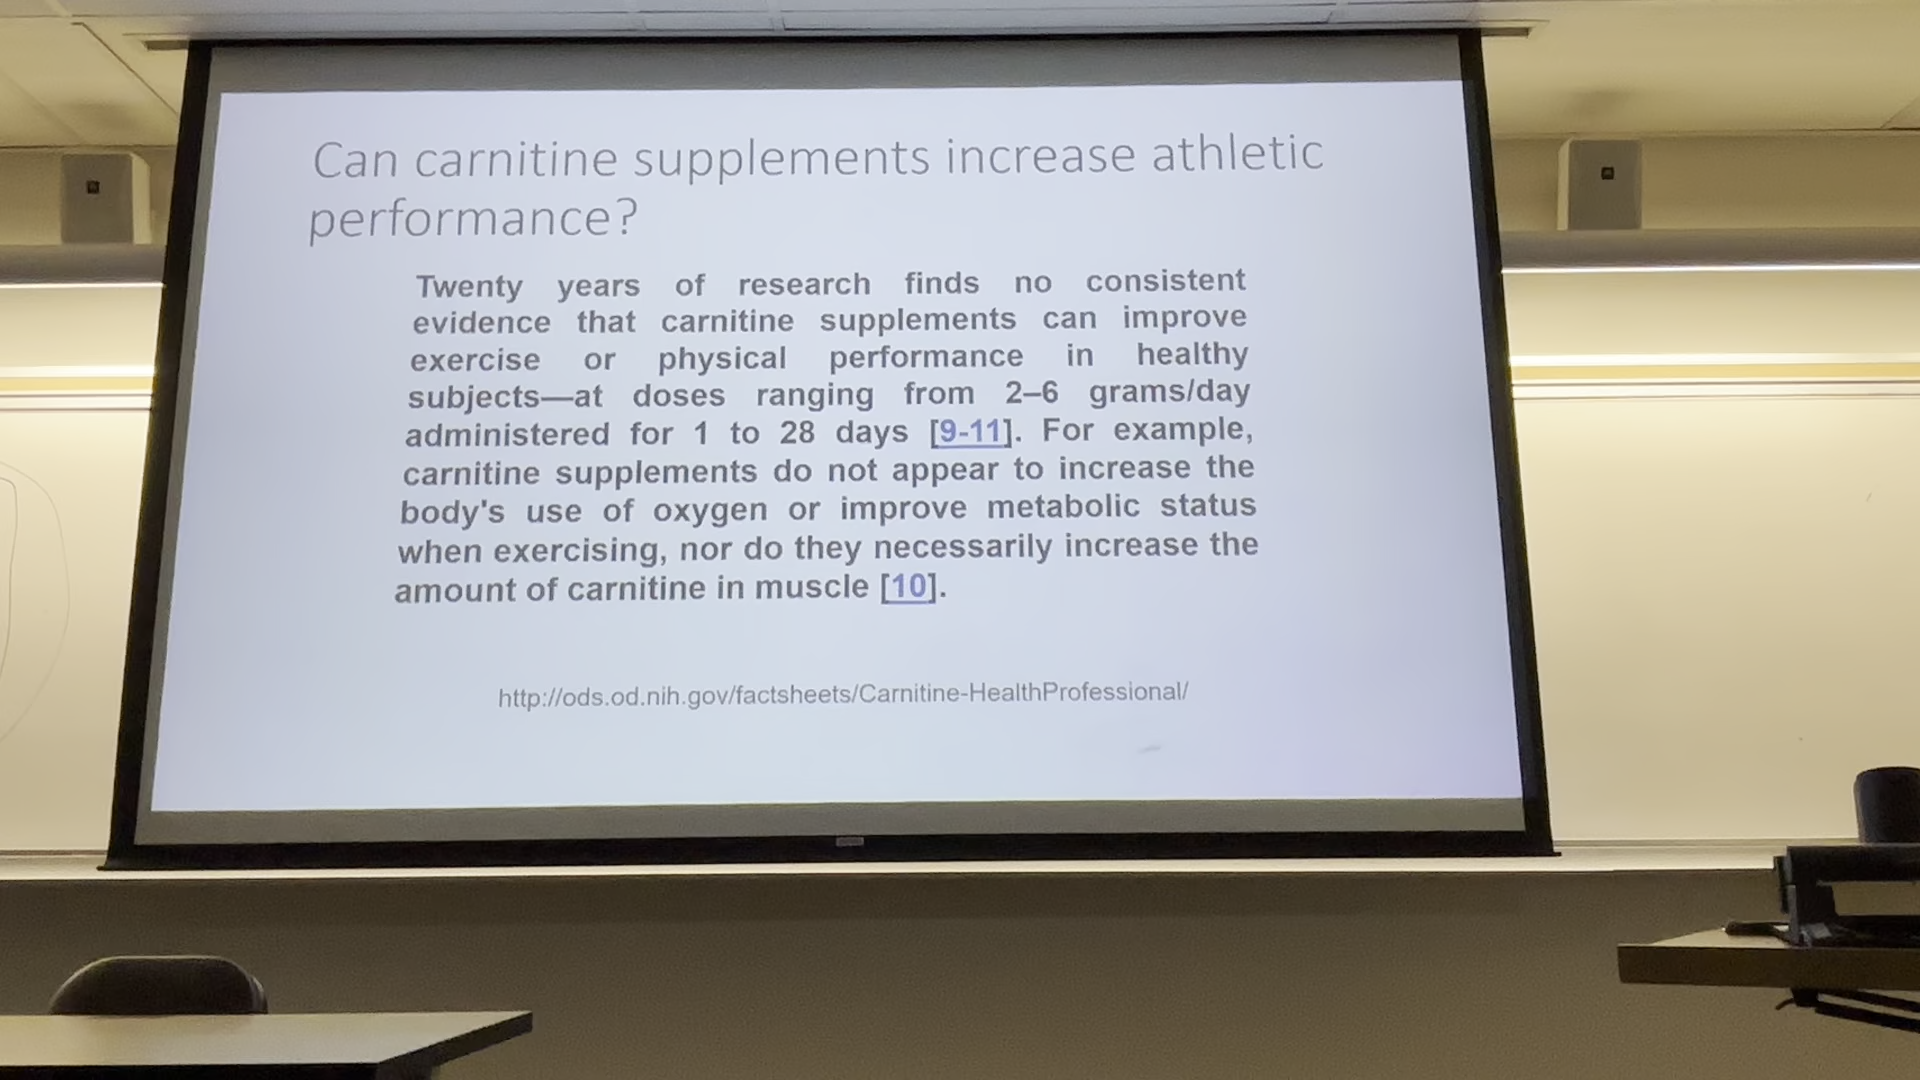 Can carnitine supplements increase athletic
performance?
Twenty years of research finds no consistent
evidence that carnitine supplements can improve
exercise or physical performance in healthy
subjects—at doses ranging from 2–6 grams/day
administered for 1 to 28 days [9-11]. For example,
carnitine supplements do not appear to increase the
body's use of oxygen or improve metabolic status
when exercising, nor do they necessarily increase the
amount of carnitine in muscle [10].
http://ods.od.nih.gov/factsheets/Carnitine-HealthProfessional/